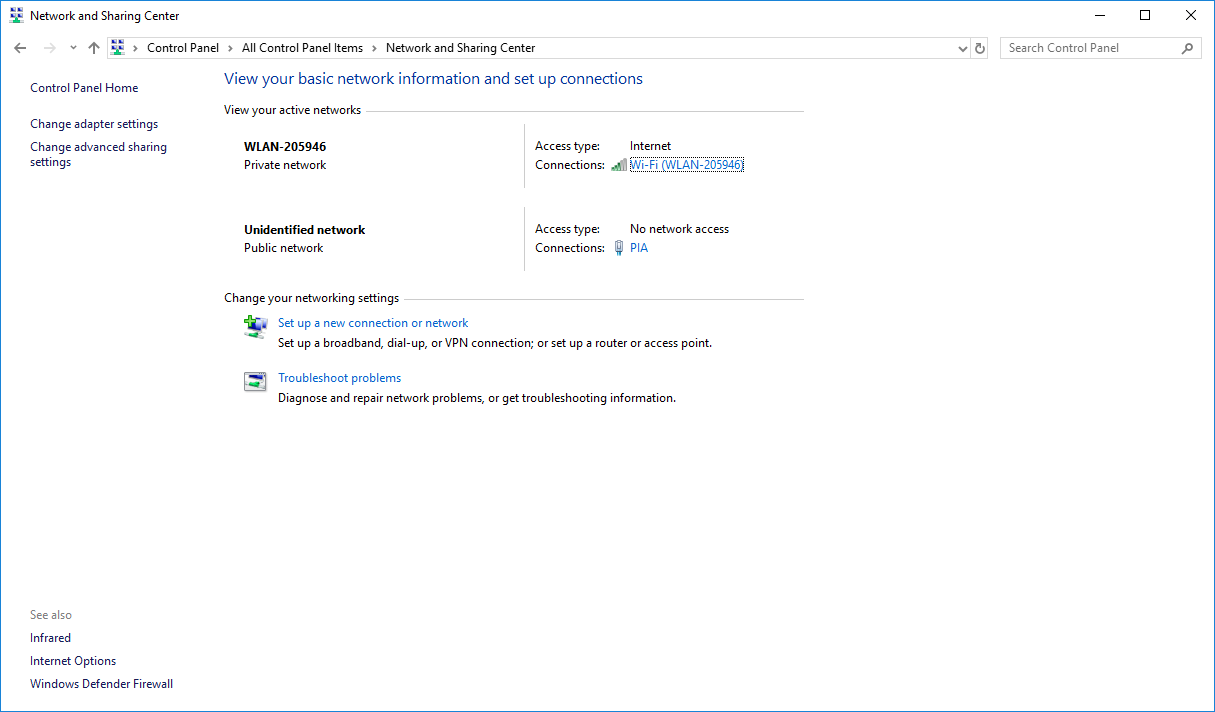 Network and Sharing Center
Control Panel > All Control Panel Items > Network and Sharing Center
Search Control Panel
Control Panel Home
Change adapter settings
Change advanced sharing
settings
View your basic network information and set up connections
View your active networks
WLAN-205946
Private network
Access type: Internet
Connections: Wi-Fi (WLAN-205946)
Unidentified network
Public network
Access type: No network access
Connections: PIA
Change your networking settings
Set up a new connection or network
Set up a broadband, dial-up, or VPN connection; or set up a router or access point.
Troubleshoot problems
Diagnose and repair network problems, or get troubleshooting information.
See also
Infrared
Internet Options
Windows Defender Firewall